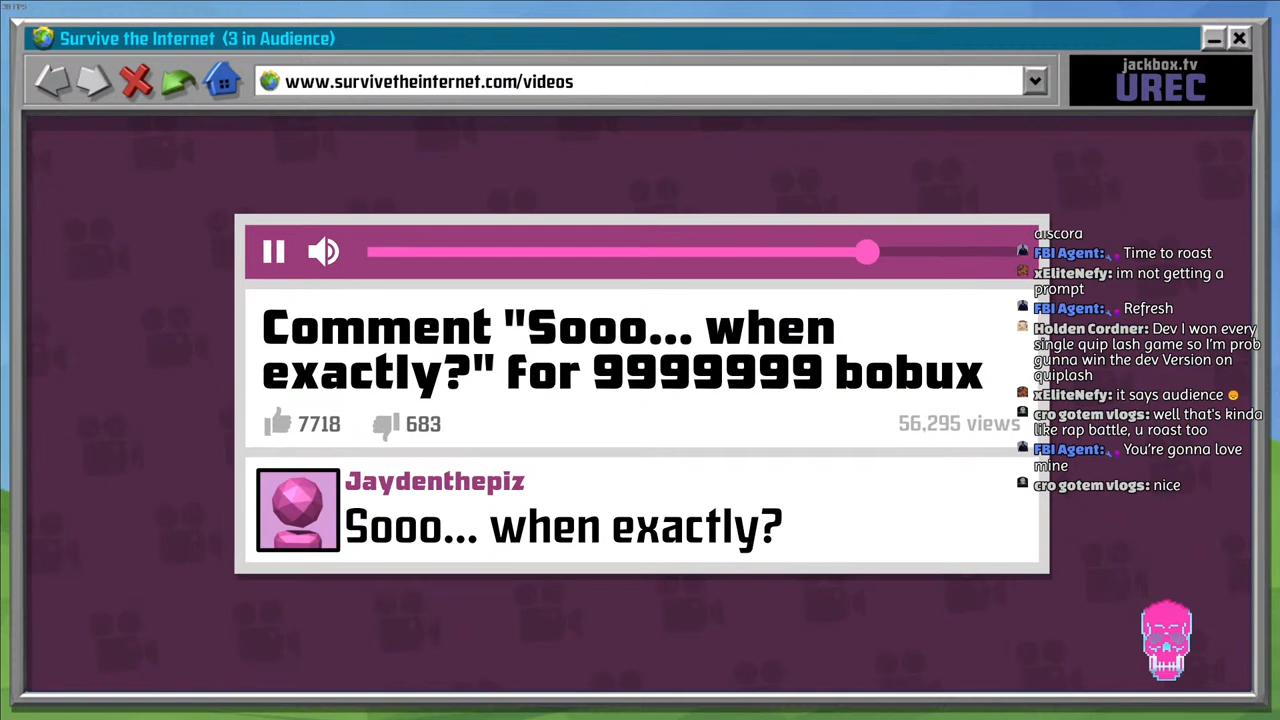 Survive the Internet (3 in Audience)
www.survivetheinternet.com/videos
jackbox.tv
UREC
Comment "Sooo... when
exactly?" for 9999999 bobux
7718
683
56,295 views
Jaydenthepiz
Sooo... when exactly?
FBI Agent: Time to roast
xEliteNefy: im not getting a
prompt
FBI Agent: Refresh
Holden Cordner: Dev I won every
single quip lash game so I'm prob
gunna win the dev Version on
quiplash
xEliteNefy: it says audience
cro gotem vlogs: well that's kinda
like rap battle, u roast too
FBI Agent: You're gonna love
mine
cro gotem vlogs: nice